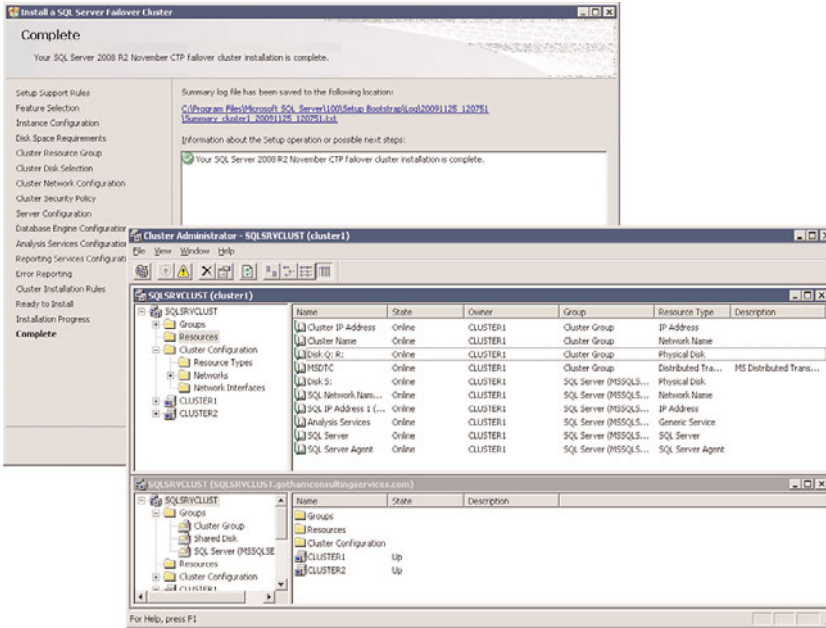 Install a SQL Server Failover Cluster
Complete
Your SQL Server 2008 R2 November CTP failover cluster installation is complete.
Setup Support Rules
Feature Selection
Instance Configuration
Disk Space Requirements
Cluster Resource Group
Cluster Disk Selection
Cluster Network Configuration
Cluster Security Policy
Server Configuration
Database Engine Configuration
Analysis Services Configuration
Reporting Services Configurati
Error Reporting
Cluster Installation Rules
Ready to Install
Installation Progress
Complete
Summary log file has been saved to the following location:
C:\Program Files\Microsoft SQL Server\100\Setup Bootstrap\Log\20091125_120751
\Summary_cluster1_20091125_120751.txt
Information about the Setup operation or possible next steps:
Your SQL Server 2008 R2 November CTP failover cluster installation is complete.
Cluster Administrator - SQLSRVCLUST (cluster1)
File View Window Help
SQLSRVCLUST (cluster1)
SQLSRVCLUST
Groups
Resources
Cluster Configuration
Resource Types
Networks
Network Interfaces
CLUSTER1
CLUSTER2
Name State Owner Group Resource Type Description
Cluster IP Address Online CLUSTER1 Cluster Group IP Address
Cluster Name Online CLUSTER1 Cluster Group Network Name
Disk Q: R: Online CLUSTER1 Cluster Group Physical Disk
MSDTC Online CLUSTER1 Cluster Group Distributed Tra... MS Distributed Trans...
Disk S: Online CLUSTER1 SQL Server (MSSQLS... Physical Disk
SQL Network Nam... Online CLUSTER1 SQL Server (MSSQLS... Network Name
SQL IP Address 1 (... Online CLUSTER1 SQL Server (MSSQLS... IP Address
Analysis Services Online CLUSTER1 SQL Server (MSSQLS... Generic Service
SQL Server Online CLUSTER1 SQL Server (MSSQLS... SQL Server
SQL Server Agent Online CLUSTER1 SQL Server (MSSQLS... SQL Server Agent
SQLSRVCLUST (SQLSRVCLUST.gothamconsultingservices.com)
SQLSRVCLUST
Groups
Cluster Group
Shared Disk
SQL Server (MSSQLSE
Resources
Cluster Configuration
CLUSTER1
Name State Description
Groups
Resources
Cluster Configuration
CLUSTER1 Up
CLUSTER2 Up
For Help, press F1